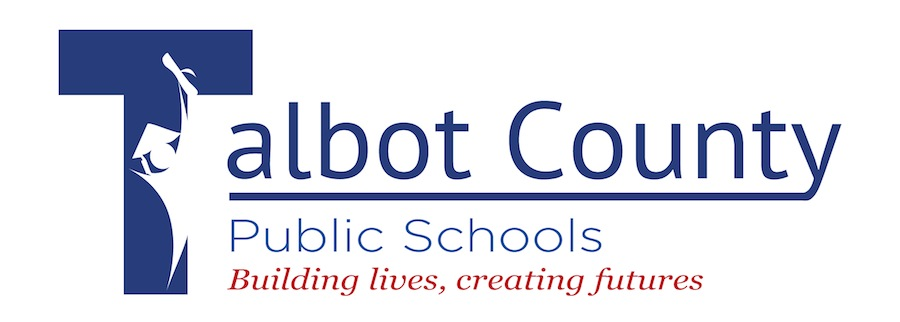 Talbot County
Public Schools
Building lives, creating futures